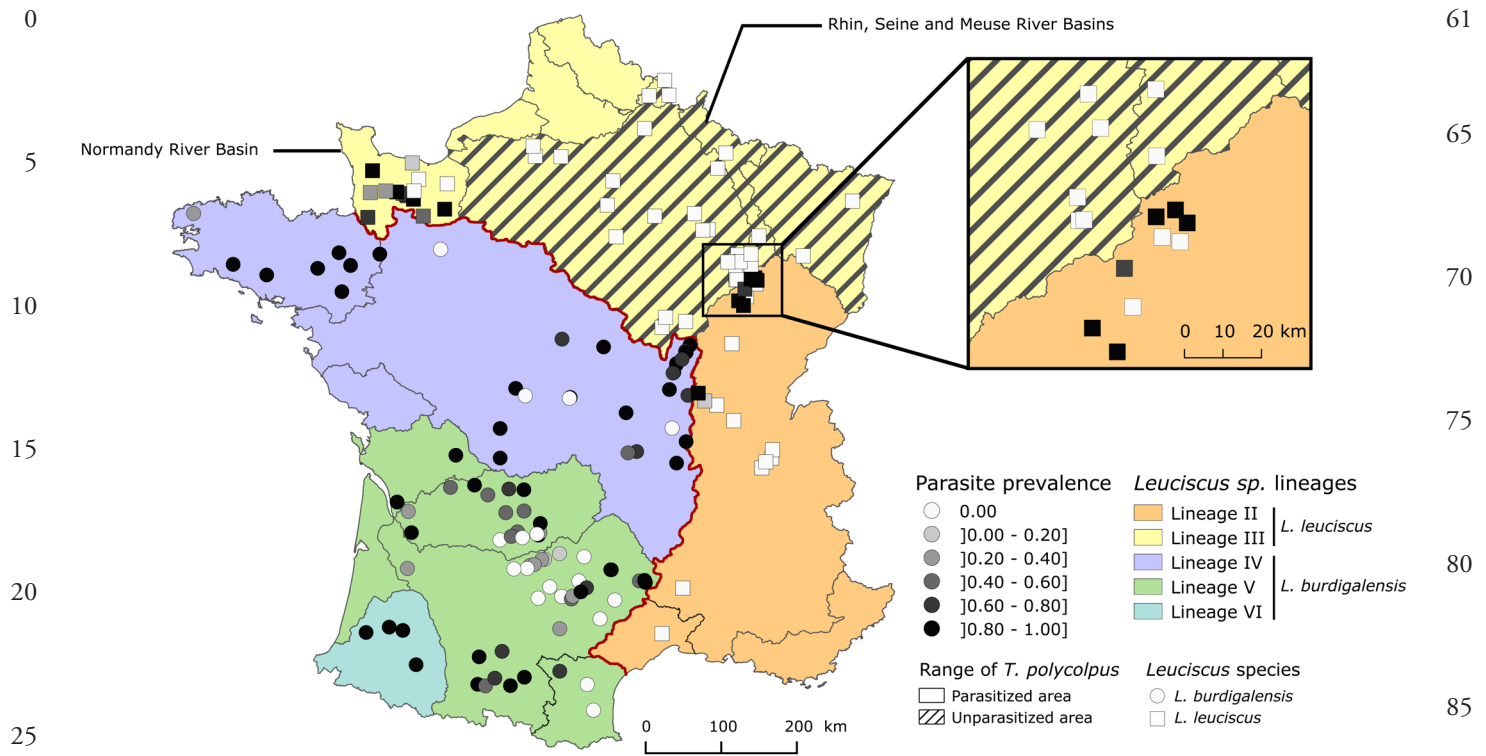 0
5
10
15
20
25
61
65
70
75
80
85
Rhin, Seine and Meuse River Basins
Normandy River Basin
0 10 20 km
Parasite prevalence
0.00
]0.00 - 0.20]
]0.20 - 0.40]
]0.40 - 0.60]
]0.60 - 0.80]
]0.80 - 1.00]
Leuciscus sp. lineages
Lineage II
Lineage III
L. leuciscus
Lineage IV
Lineage V
Lineage VI
L. burdigalensis
Range of T. polycolpus
Parasitized area
Unparasitized area
Leuciscus species
L. burdigalensis
L. leuciscus
0 100 200 km